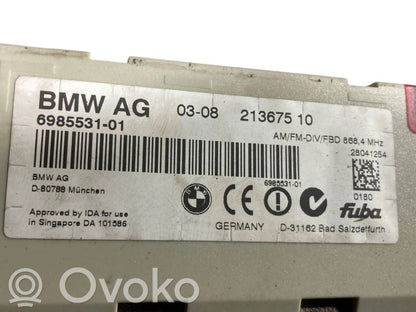 BMW AG 03-08 213675 10
6985531-01 AM/FM-DIV/FBD 868,4 MHz
28041254
6985531-01
BMW AG
D-80788 München 0180
Approved by IDA for use
in Singapore DA 101586
BMW CE fuba
GERMANY D-31162 Bad Salzdetfurth
Ovoko